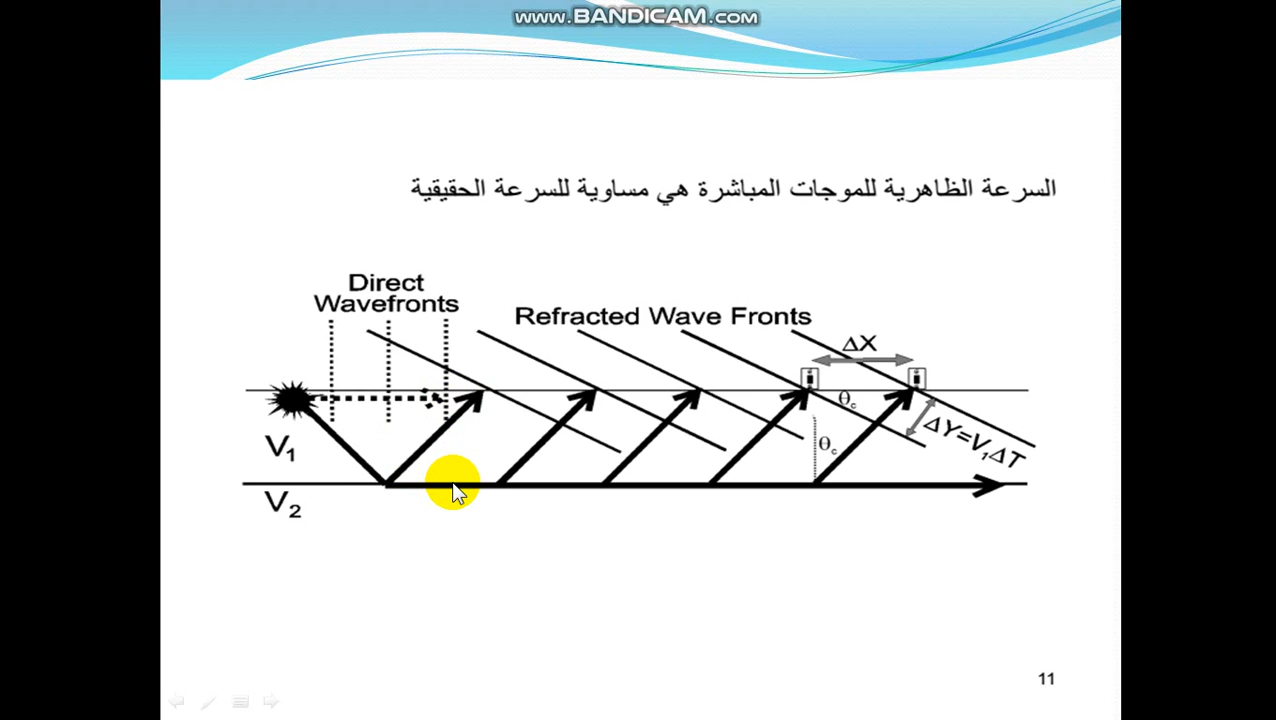 WWW.BANDICAM.COM
السرعة الظاهرية للموجات المباشرة هي مساوية للسرعة الحقيقية
Direct
Wavefronts
Refracted Wave Fronts
ΔX
θc
V₁
θc
ΔY=V₁ΔT
V₂
11